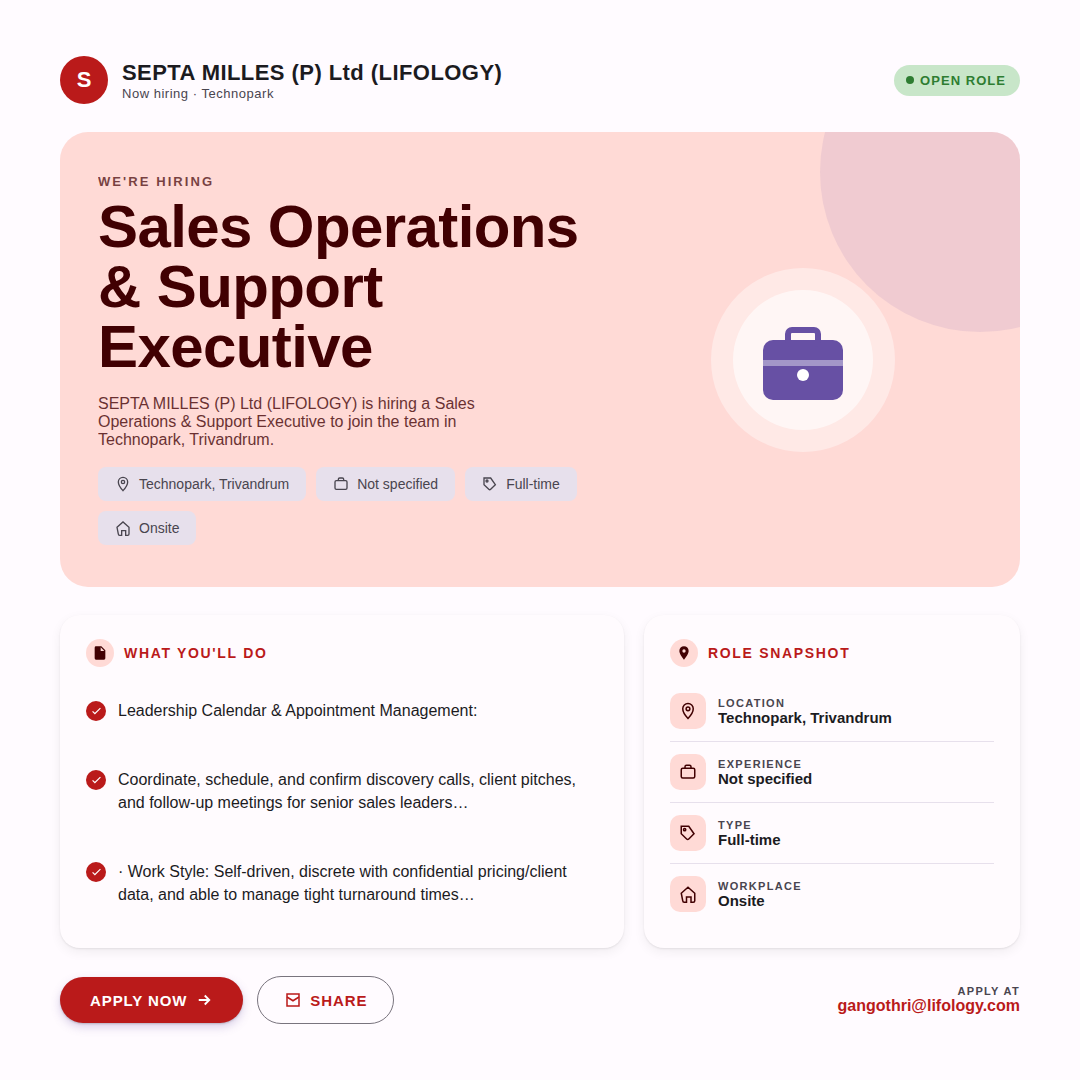 S
SEPTA MILLES (P) Ltd (LIFOLOGY)
Now hiring · Technopark
OPEN ROLE
WE'RE HIRING
Sales Operations
& Support
Executive
SEPTA MILLES (P) Ltd (LIFOLOGY) is hiring a Sales
Operations & Support Executive to join the team in
Technopark, Trivandrum.
Technopark, Trivandrum
Not specified
Full-time
Onsite
WHAT YOU'LL DO
Leadership Calendar & Appointment Management:
Coordinate, schedule, and confirm discovery calls, client pitches,
and follow-up meetings for senior sales leaders…
· Work Style: Self-driven, discrete with confidential pricing/client
data, and able to manage tight turnaround times…
ROLE SNAPSHOT
LOCATION
Technopark, Trivandrum
EXPERIENCE
Not specified
TYPE
Full-time
WORKPLACE
Onsite
APPLY NOW
SHARE
APPLY AT
gangothri@lifology.com